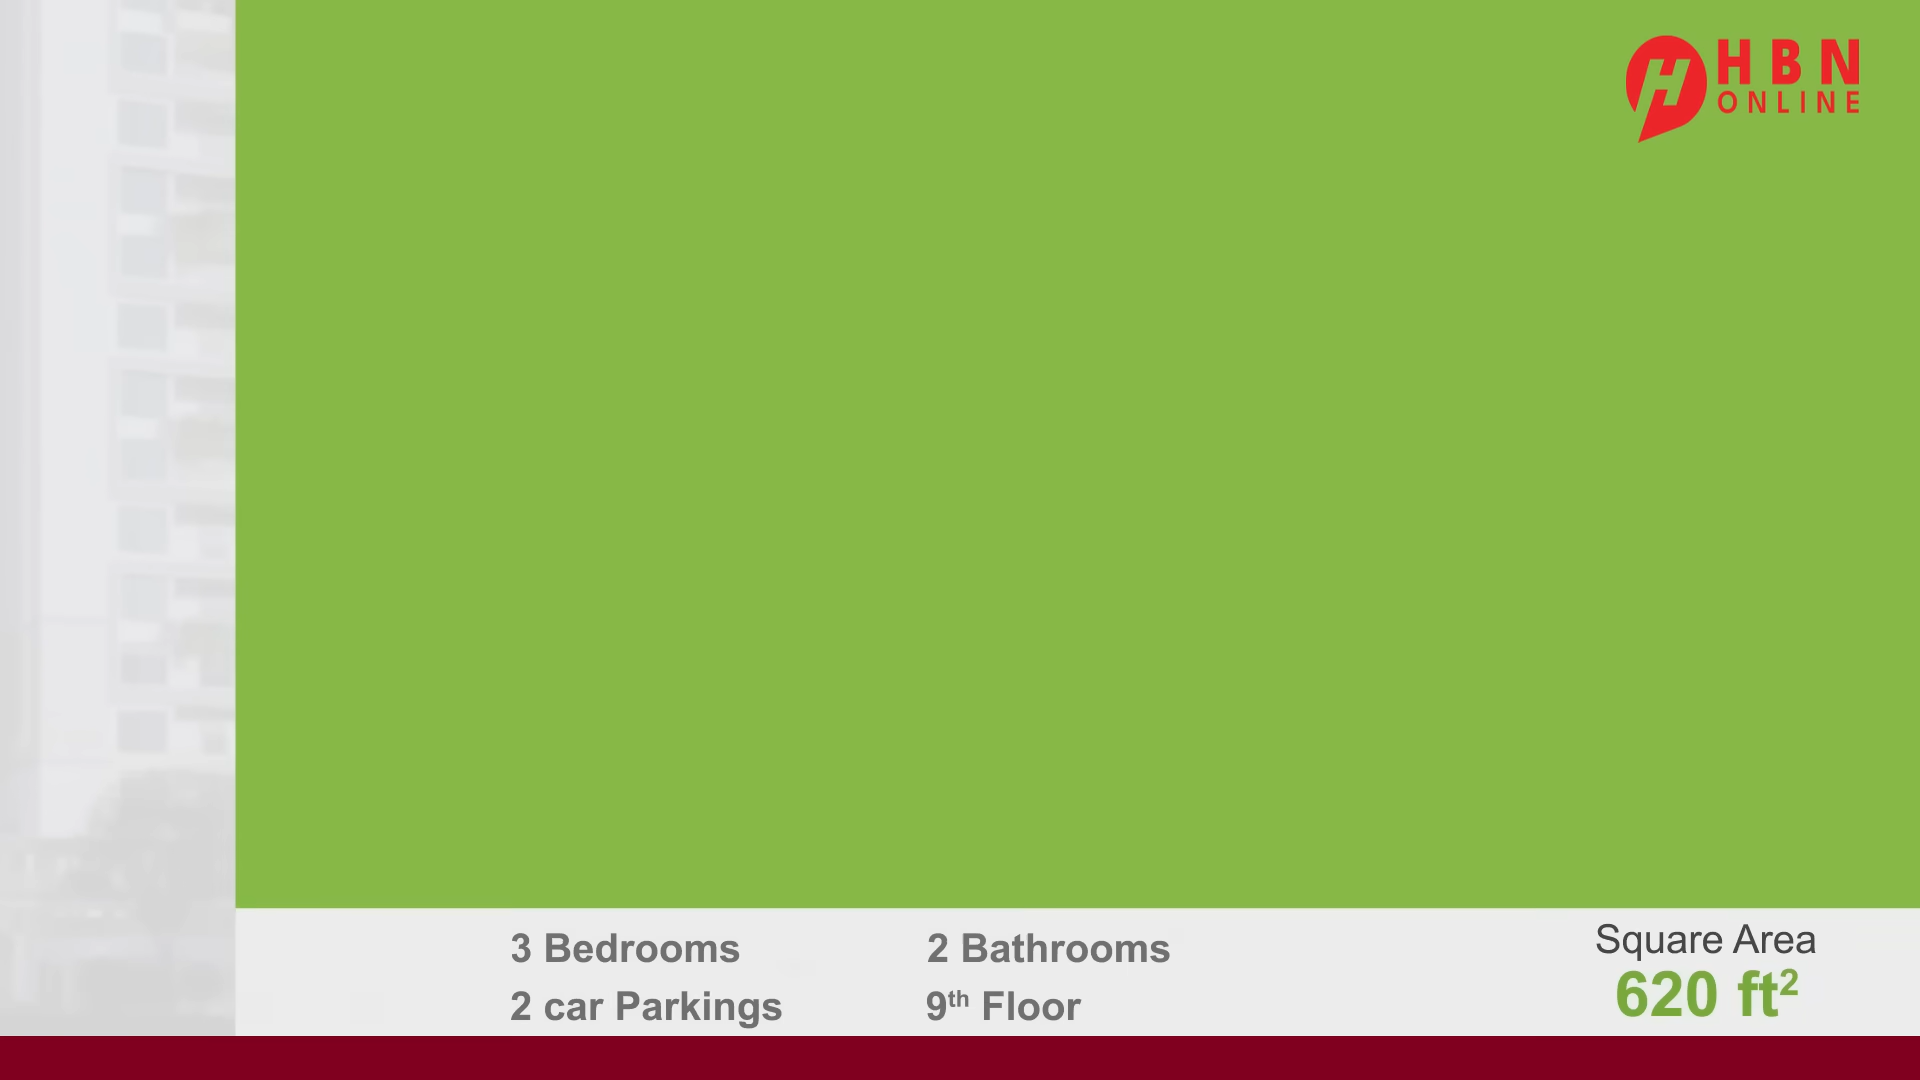 HBN
ONLINE
3 Bedrooms
2 Bathrooms
2 car Parkings
9th Floor
Square Area
620 ft²